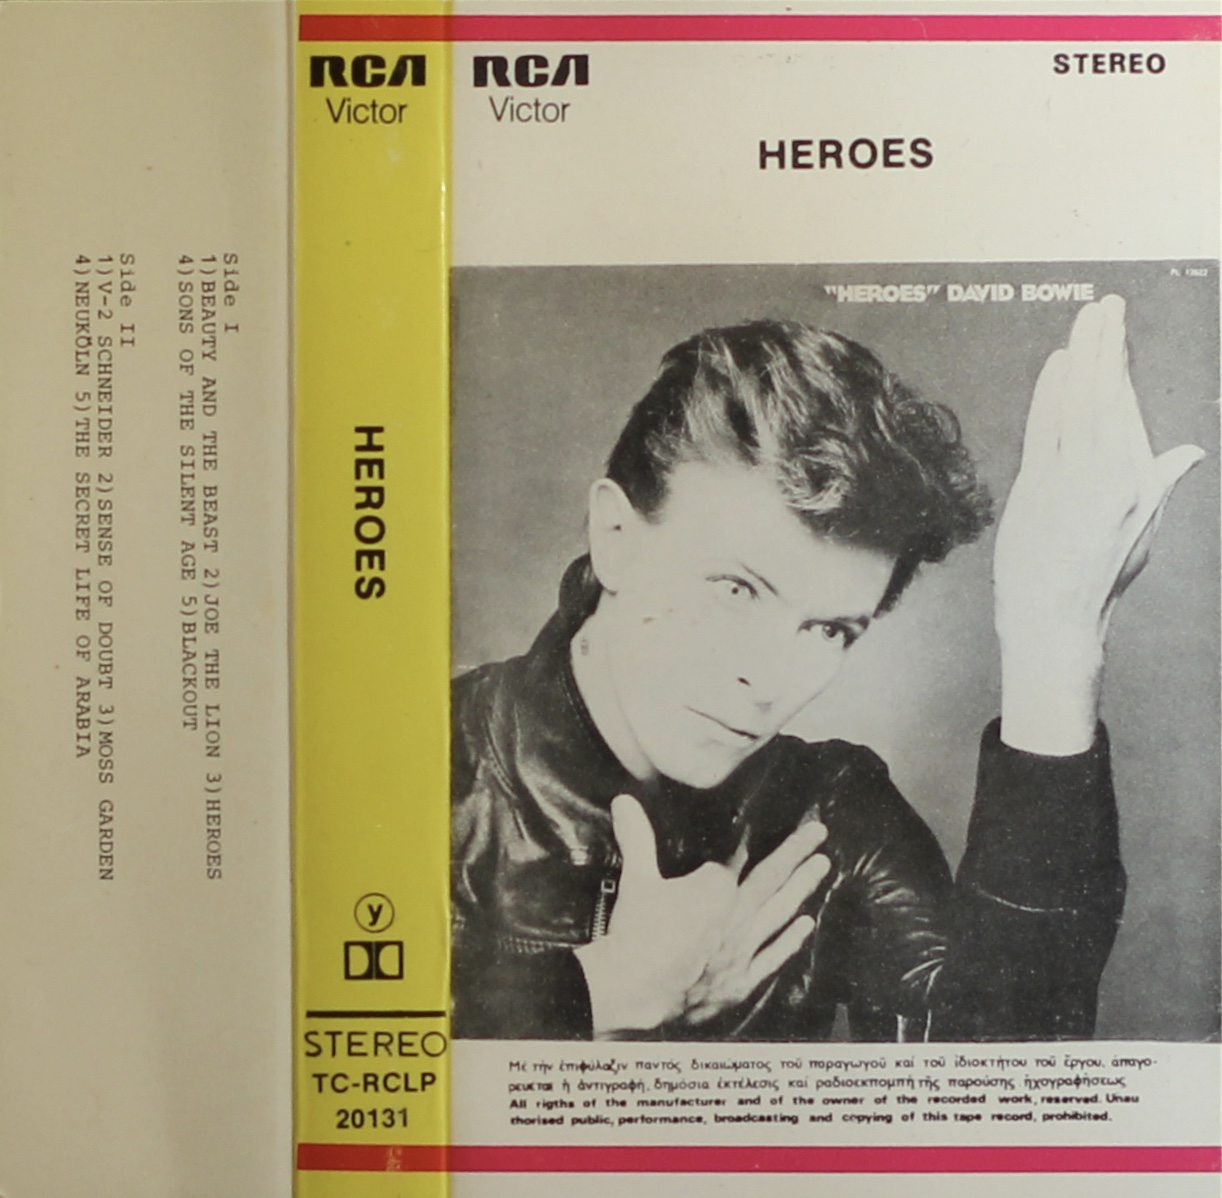 Side I
1)BEAUTY AND THE BEAST 2)JOE THE LION 3)HEROES
4)SONS OF THE SILENT AGE 5)BLACKOUT
Side II
1)V-2 SCHNEIDER 2)SENSE OF DOUBT 3)MOSS GARDEN
4)NEUKÖLN 5)THE SECRET LIFE OF ARABIA
RCA
Victor
HEROES
y
STEREO
TC-RCLP
20131
RCA
Victor
STEREO
HEROES
PL 12622
"HEROES" DAVID BOWIE
Μέ τήν ἐπιφύλαξιν παντός δικαιώματος τοῦ παραγωγοῦ καί τοῦ ἰδιοκτήτου τοῦ ἔργου, ἀπαγο-
ρευεται ἡ ἀντιγραφή, δημόσια ἐκτέλεσις καί ραδιοεκπομπή τῆς παρούσης ἠχογραφήσεως
All rigths of the manufacturer and of the owner of the recorded work, reserved. Unau
thorised public, performance, broadcasting and copying of this tape record, prohibited.